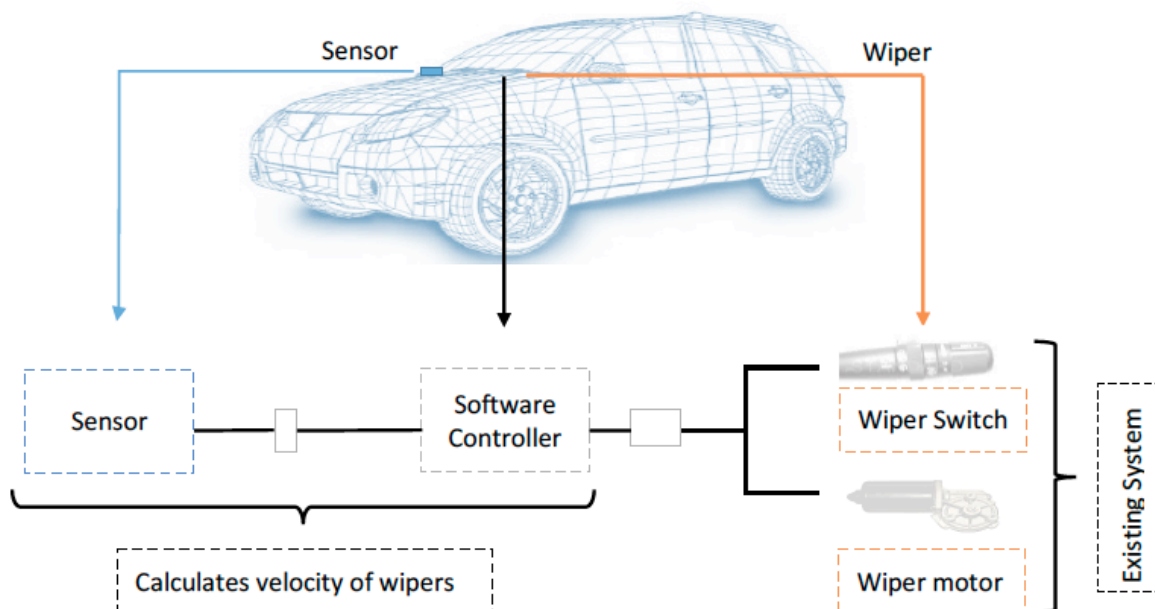 Sensor
Wiper
Sensor
Software
Controller
Wiper Switch
Calculates velocity of wipers
Wiper motor
Existing System